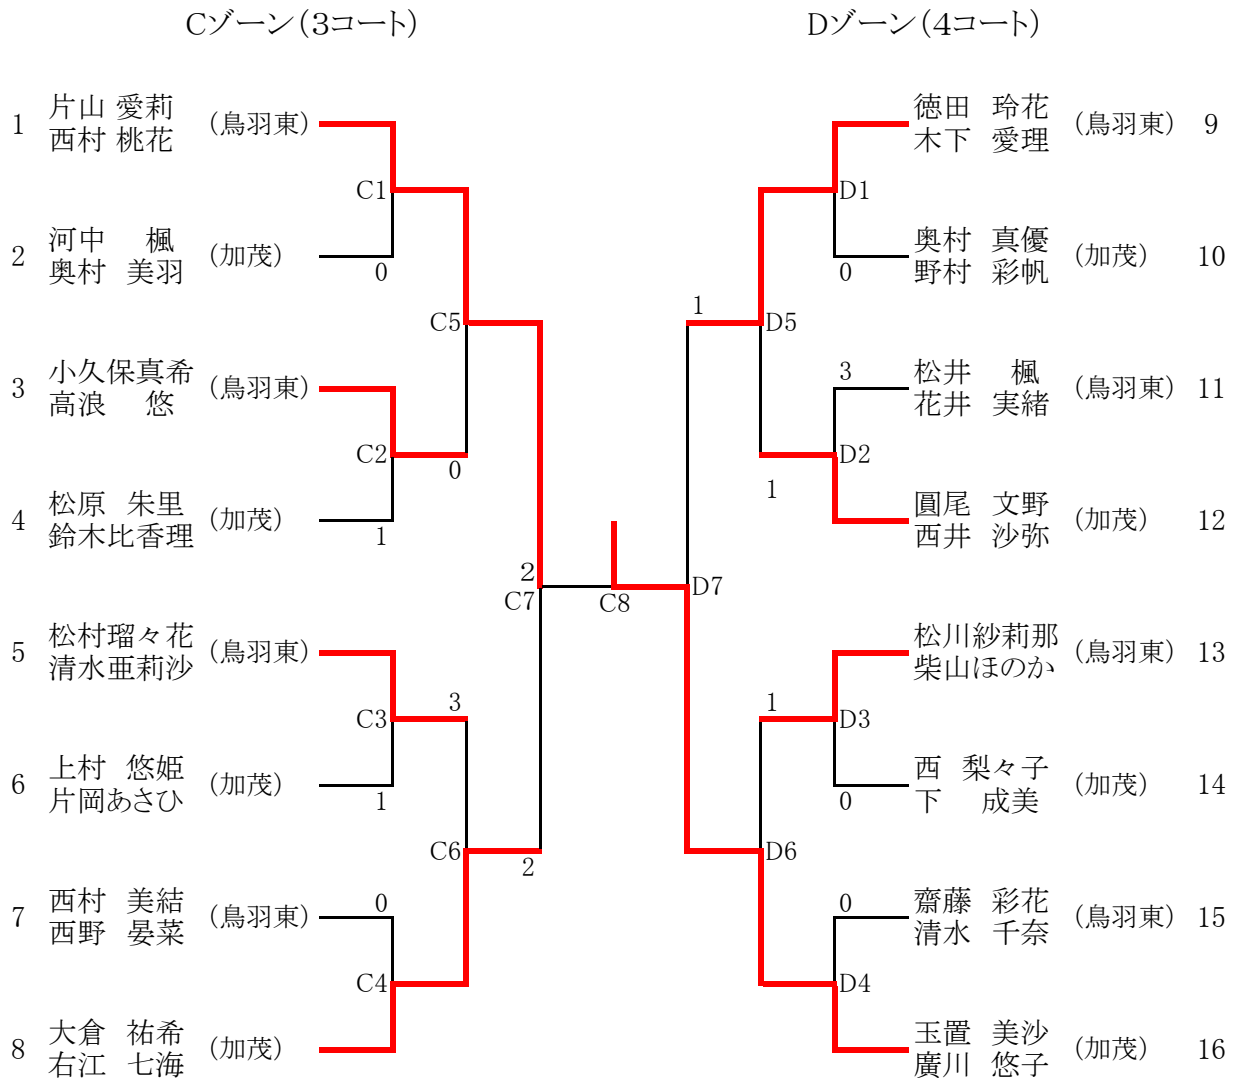 Cゾーン(3コート)
Dゾーン(4コート)
1 片山 愛莉 (鳥羽東)
西村 桃花
C1
2 河中 楓 (加茂)
奥村 美羽
0
C5
3 小久保真希 (鳥羽東)
高浪 悠
C2
0
4 松原 朱里 (加茂)
鈴木比香理
1
2
C7
C8
5 松村瑠々花 (鳥羽東)
清水亜莉沙
C3
3
6 上村 悠姫 (加茂)
片岡あさひ
1
C6
2
7 西村 美結 (鳥羽東)
西野 晏菜
0
C4
8 大倉 祐希 (加茂)
右江 七海
徳田 玲花 (鳥羽東) 9
木下 愛理
D1
奥村 真優 (加茂) 10
野村 彩帆
0
1
D5
3
松井 楓 (鳥羽東) 11
花井 実緒
D2
1
圓尾 文野 (加茂) 12
西井 沙弥
D7
松川紗莉那 (鳥羽東) 13
柴山ほのか
1
D3
西 梨々子 (加茂) 14
下 成美
0
D6
0
齋藤 彩花 (鳥羽東) 15
清水 千奈
D4
玉置 美沙 (加茂) 16
廣川 悠子